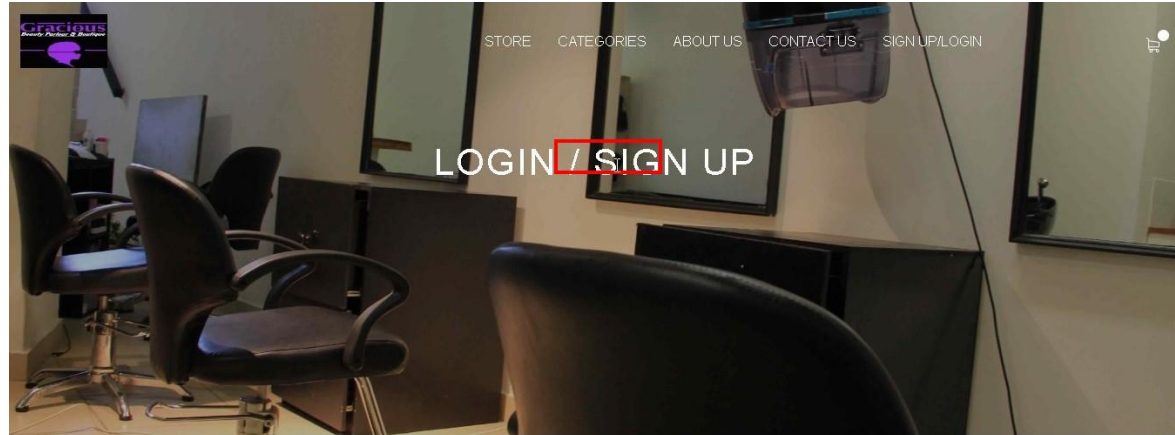 Gracious
Beauty Parlour & Boutique
STORE CATEGORIES ABOUT US CONTACT US SIGN UP/LOGIN
LOGIN / SIGN UP